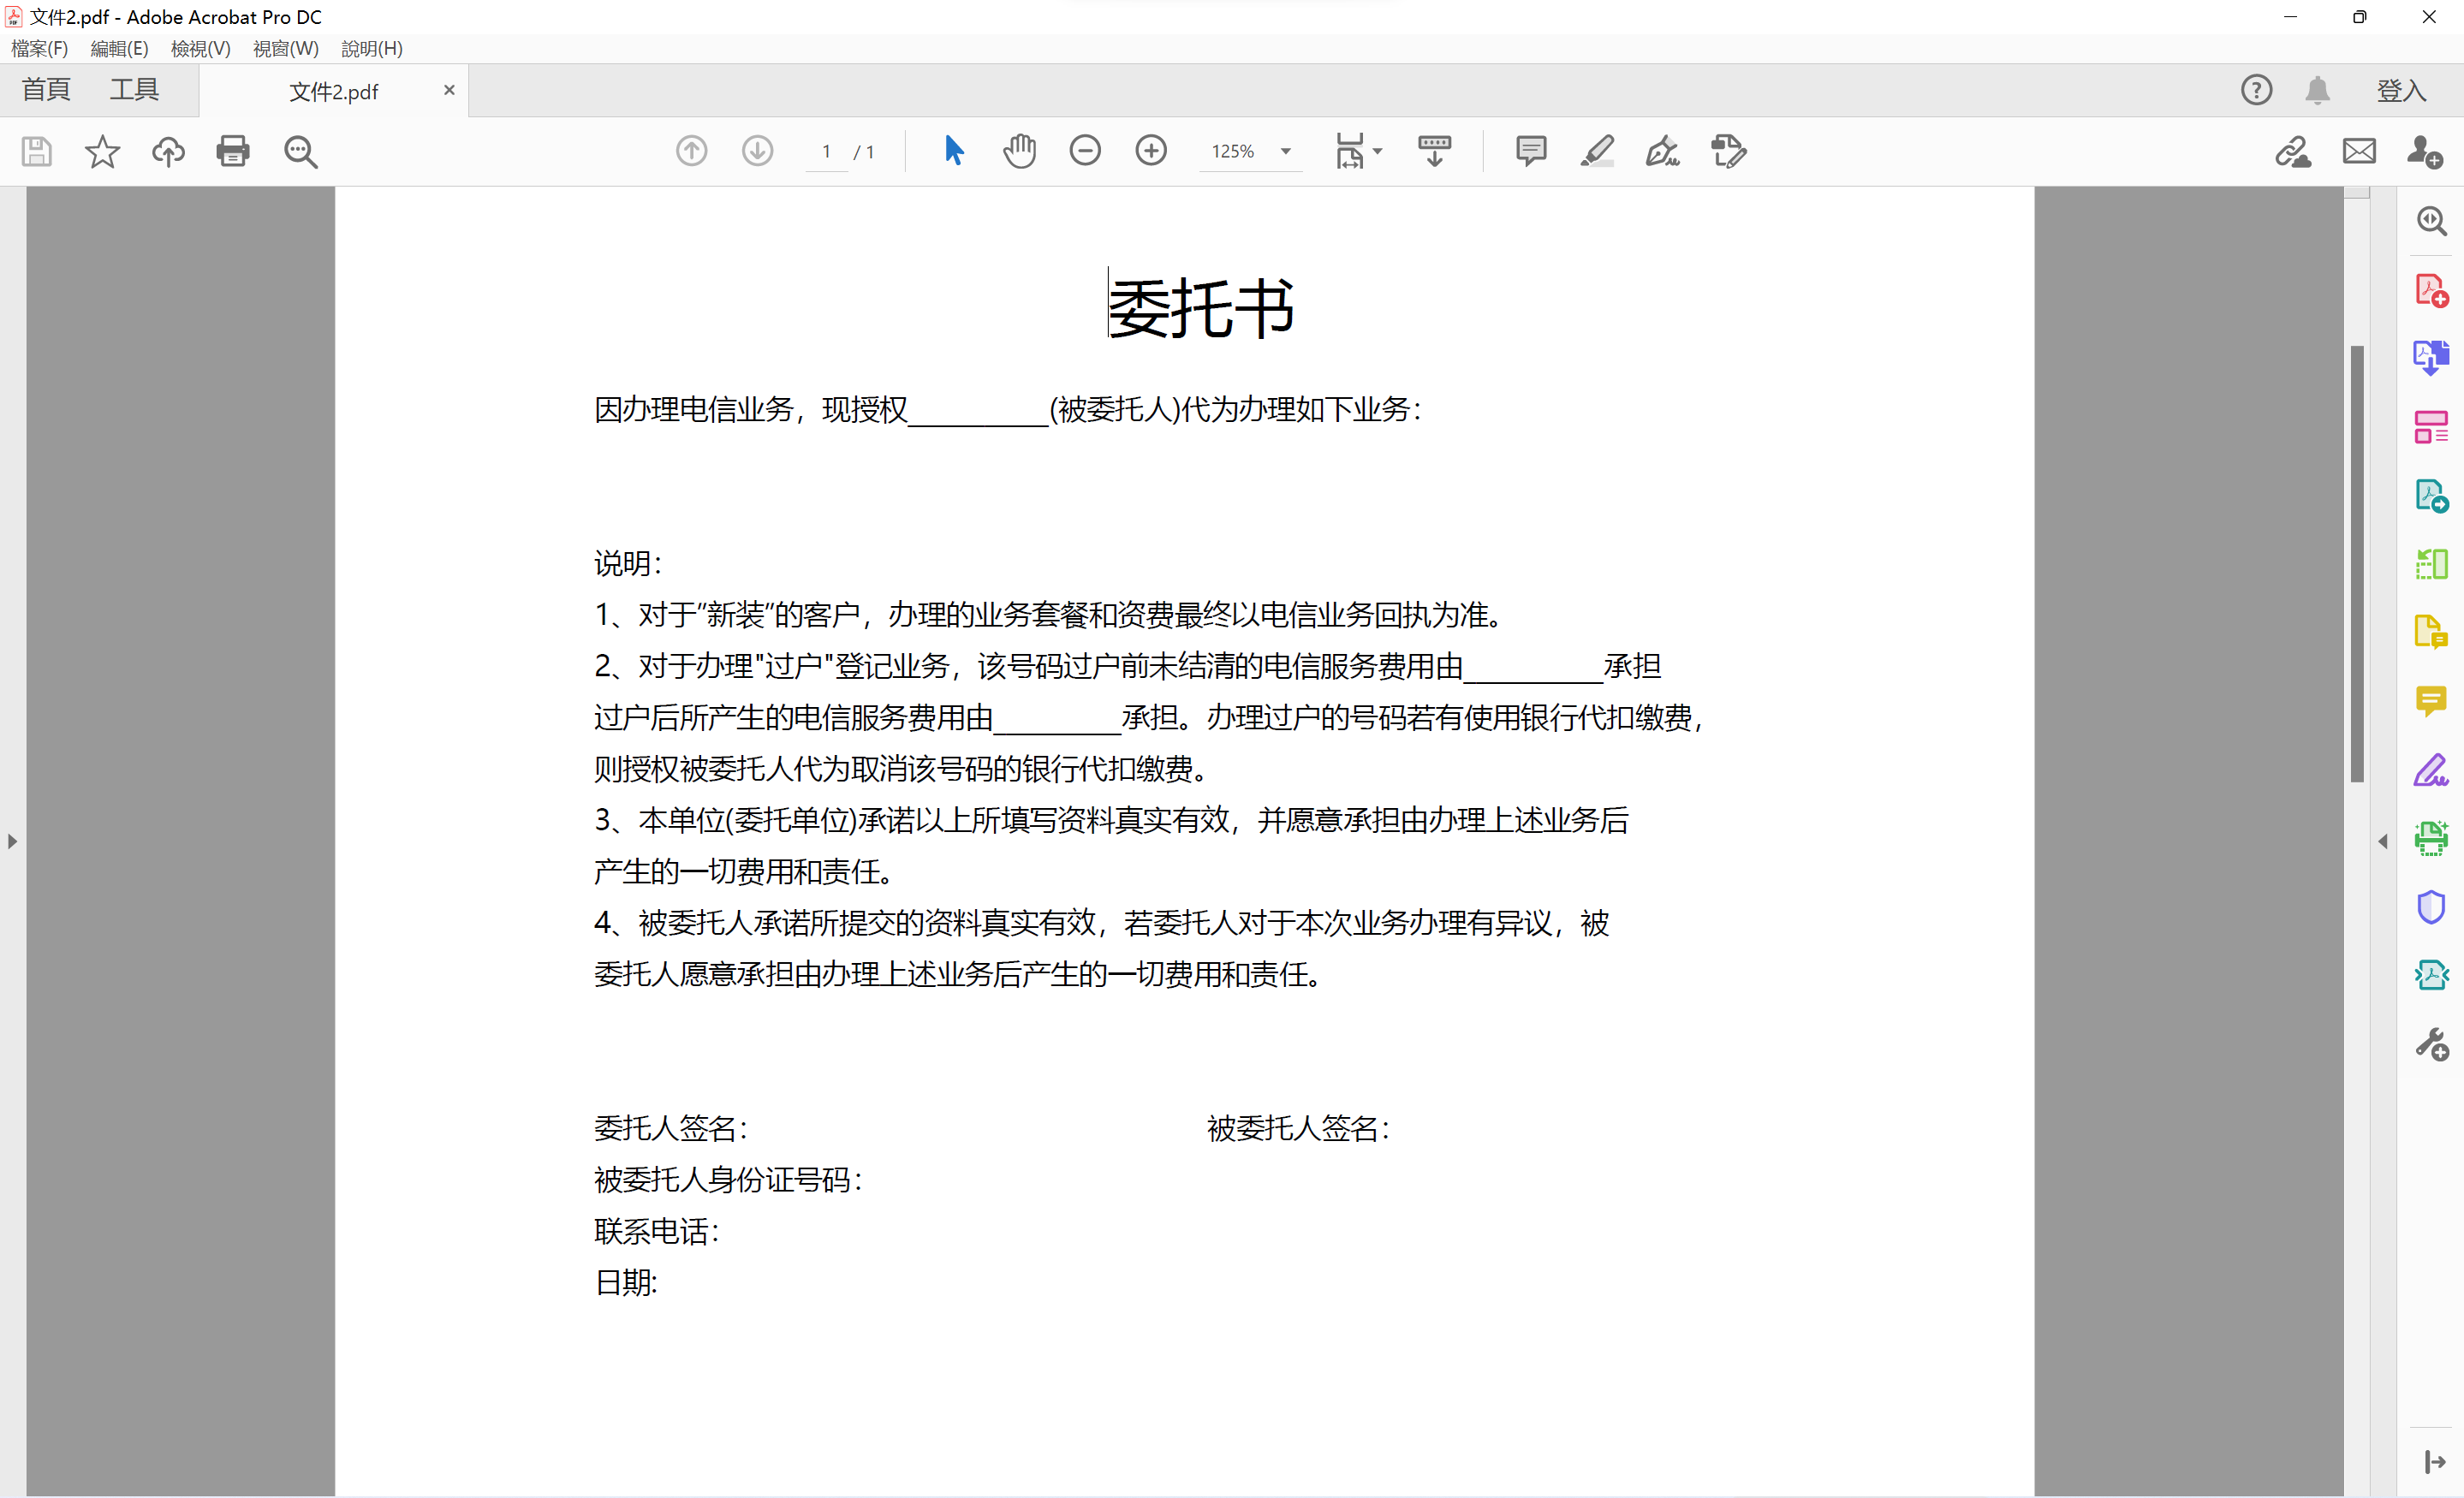 文件2.pdf - Adobe Acrobat Pro DC
檔案(F) 編輯(E) 檢視(V) 視窗(W) 說明(H)
首頁 工具 文件2.pdf 登入
1 / 1 125%
委托书
因办理电信业务，现授权__________(被委托人)代为办理如下业务：
说明：
1、对于"新装"的客户，办理的业务套餐和资费最终以电信业务回执为准。
2、对于办理"过户"登记业务，该号码过户前未结清的电信服务费用由__________承担
过户后所产生的电信服务费用由_________承担。办理过户的号码若有使用银行代扣缴费，
则授权被委托人代为取消该号码的银行代扣缴费。
3、本单位(委托单位)承诺以上所填写资料真实有效，并愿意承担由办理上述业务后
产生的一切费用和责任。
4、被委托人承诺所提交的资料真实有效，若委托人对于本次业务办理有异议，被
委托人愿意承担由办理上述业务后产生的一切费用和责任。
委托人签名： 被委托人签名：
被委托人身份证号码：
联系电话：
日期: